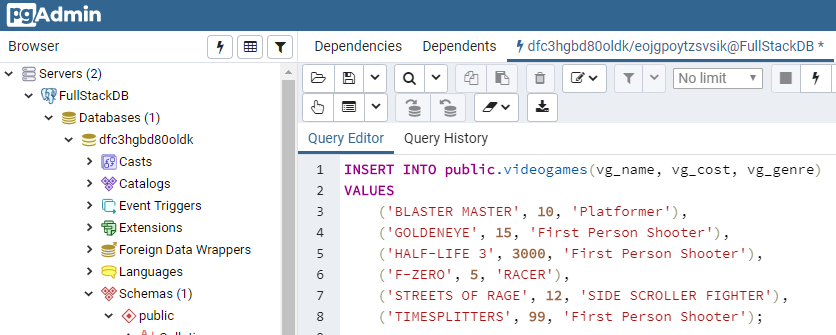 pgAdmin
Browser
Dependencies Dependents dfc3hgbd80oldk/eojgpoytzsvsik@FullStackDB *
Servers (2)
FullStackDB
Databases (1)
dfc3hgbd80oldk
Casts
Catalogs
Event Triggers
Extensions
Foreign Data Wrappers
Languages
Schemas (1)
public
No limit
Query Editor Query History
1 INSERT INTO public.videogames(vg_name, vg_cost, vg_genre)
2 VALUES
3 ('BLASTER MASTER', 10, 'Platformer'),
4 ('GOLDENEYE', 15, 'First Person Shooter'),
5 ('HALF-LIFE 3', 3000, 'First Person Shooter'),
6 ('F-ZERO', 5, 'RACER'),
7 ('STREETS OF RAGE', 12, 'SIDE SCROLLER FIGHTER'),
8 ('TIMESPLITTERS', 99, 'First Person Shooter');